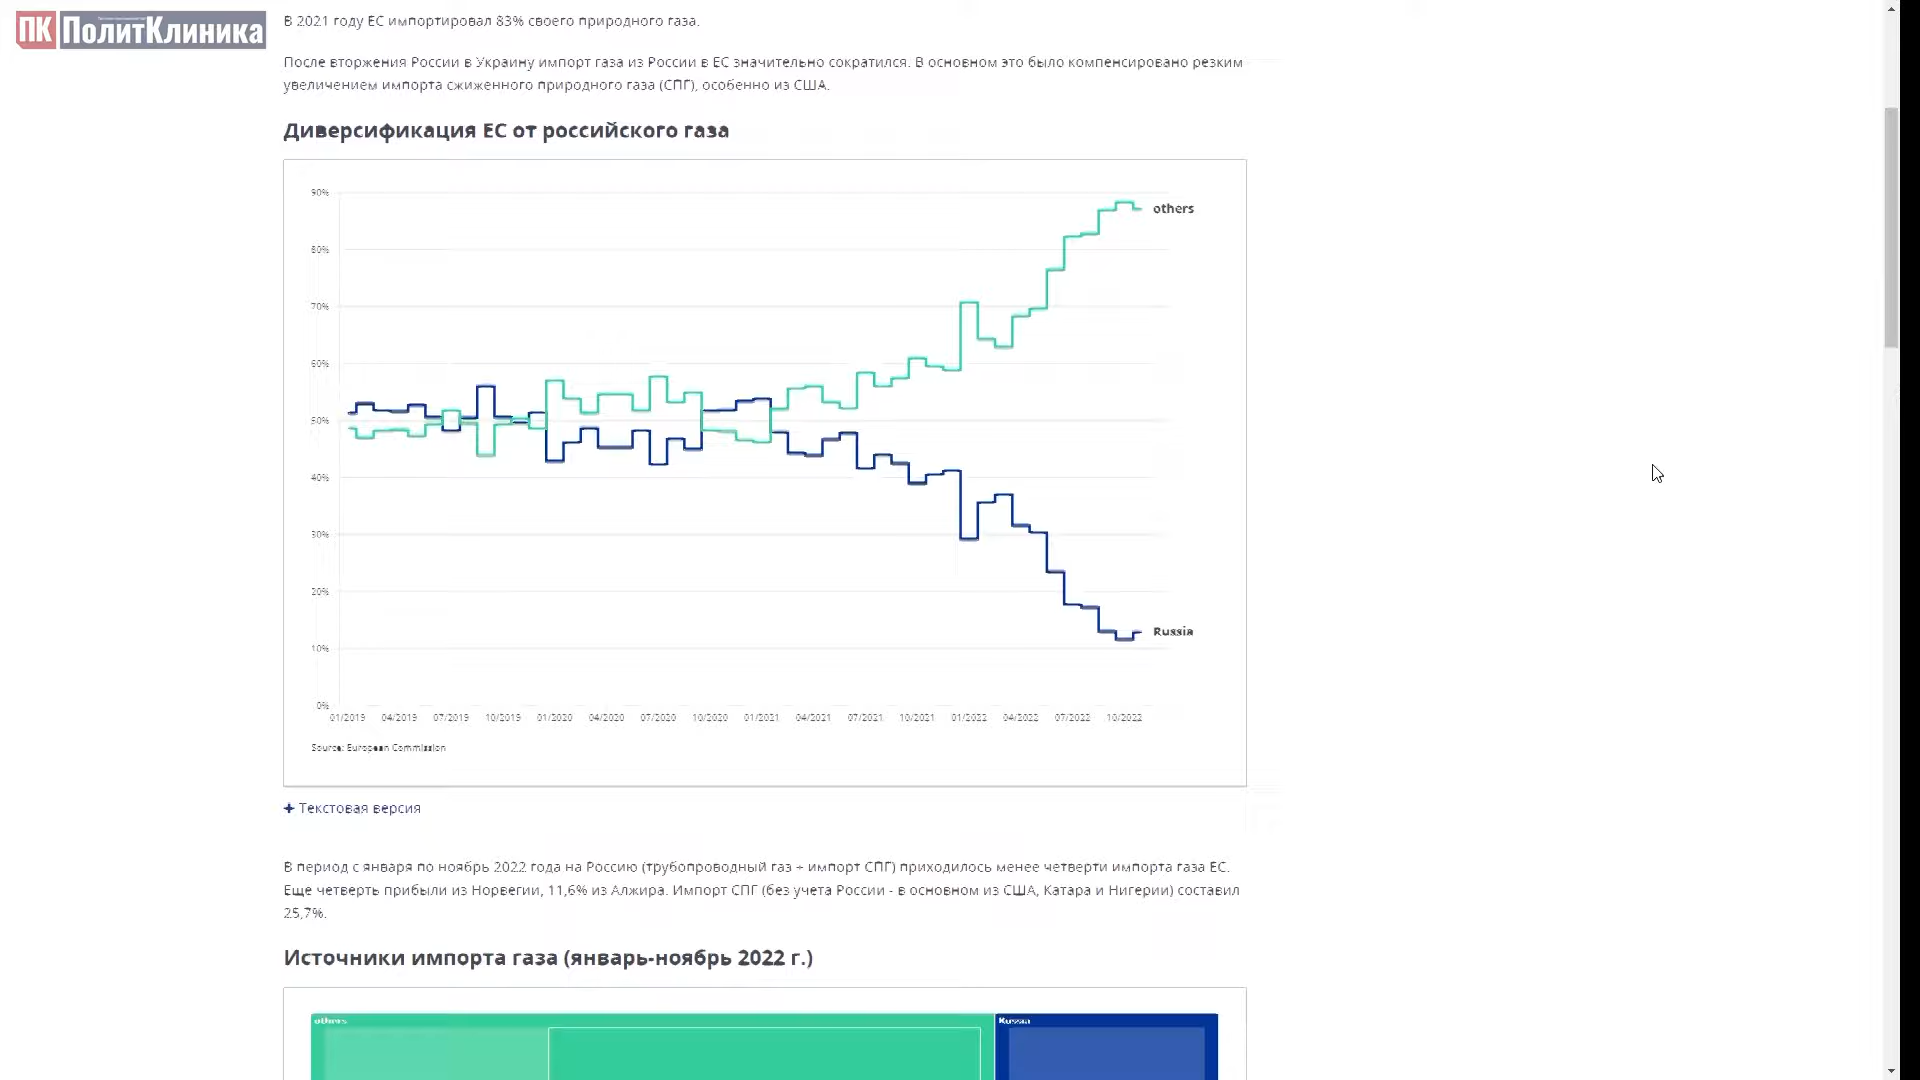 ПК ПолитКлиника
В 2021 году ЕС импортировал 83% своего природного газа.
После вторжения России в Украину импорт газа из России в ЕС значительно сократился. В основном это было компенсировано резким
увеличением импорта сжиженного природного газа (СПГ), особенно из США.
Диверсификация ЕС от российского газа
90%
others
80%
70%
60%
50%
40%
30%
20%
Russia
10%
0%
01/2019 04/2019 07/2019 10/2019 01/2020 04/2020 07/2020 10/2020 01/2021 04/2021 07/2021 10/2021 01/2022 04/2022 07/2022 10/2022
Source: European Commission
+ Текстовая версия
В период с января по ноябрь 2022 года на Россию (трубопроводный газ + импорт СПГ) приходилось менее четверти импорта газа ЕС.
Еще четверть прибыли из Норвегии, 11,6% из Алжира. Импорт СПГ (без учета России - в основном из США, Катара и Нигерии) составил
25,7%.
Источники импорта газа (январь-ноябрь 2022 г.)
others Russia